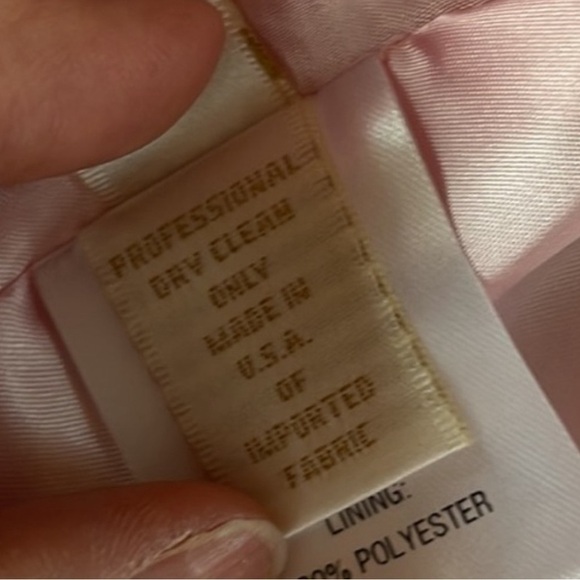 PROFESSIONAL
DRY CLEAN
ONLY
MADE IN
U.S.A.
OF
IMPORTED
FABRIC
LINING:
POLYESTER